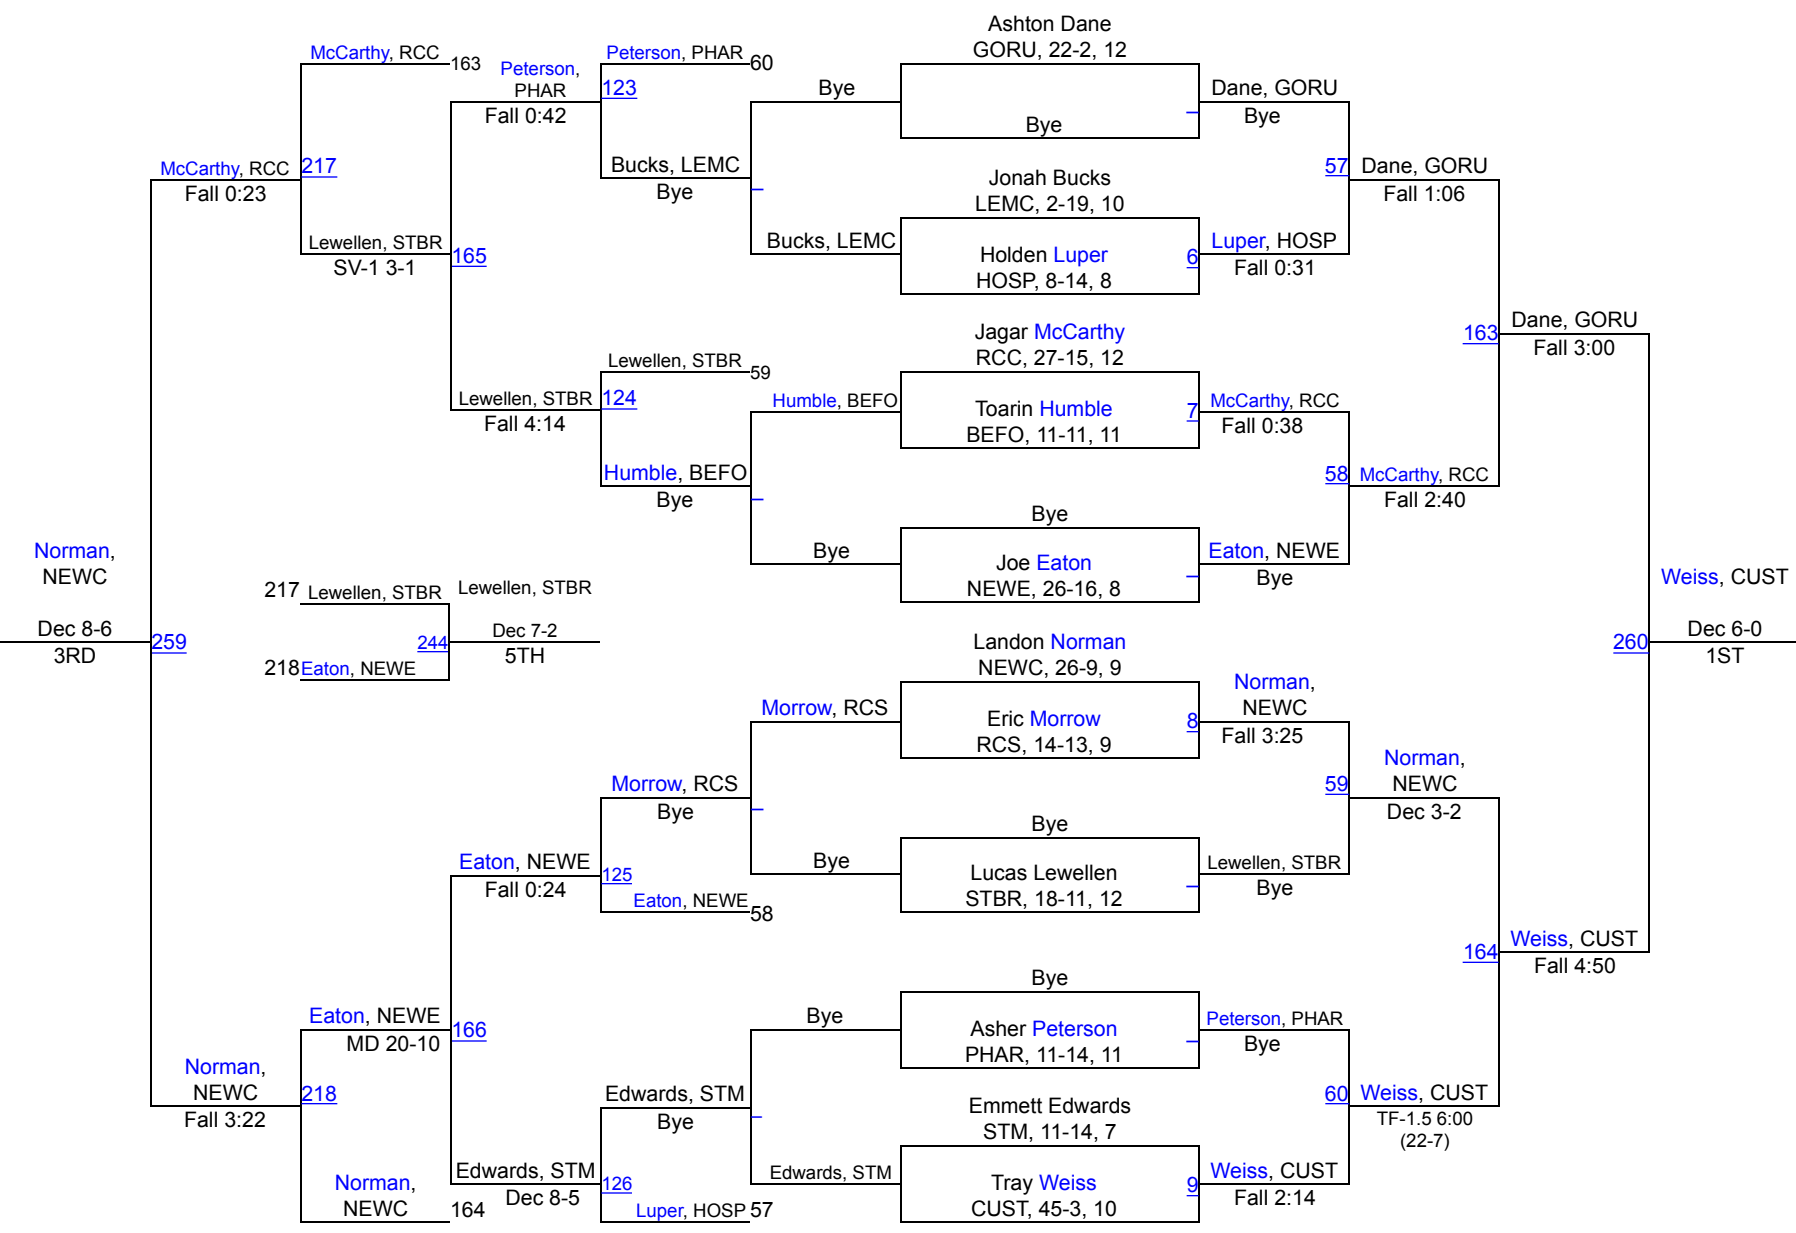 Ashton Dane
GORU, 22-2, 12
McCarthy, RCC
163
Peterson,
PHAR
Fall 0:42
Peterson, PHAR
60
123
Bye
Bye
Dane, GORU
Bye
McCarthy, RCC
Fall 0:23
217
Bucks, LEMC
Bye
Jonah Bucks
LEMC, 2-19, 10
57
Dane, GORU
Fall 1:06
Lewellen, STBR
SV-1 3-1
165
Bucks, LEMC
Holden Luper
HOSP, 8-14, 8
6
Luper, HOSP
Fall 0:31
Jagar McCarthy
RCC, 27-15, 12
163
Dane, GORU
Fall 3:00
Lewellen, STBR
59
Lewellen, STBR
Fall 4:14
124
Humble, BEFO
Toarin Humble
BEFO, 11-11, 11
7
McCarthy, RCC
Fall 0:38
Humble, BEFO
Bye
58
McCarthy, RCC
Fall 2:40
Bye
Bye
Joe Eaton
NEWE, 26-16, 8
Eaton, NEWE
Bye
Norman,
NEWC
Dec 8-6
3RD
259
217
Lewellen, STBR
Lewellen, STBR
244
Dec 7-2
5TH
218
Eaton, NEWE
Weiss, CUST
260
Dec 6-0
1ST
Landon Norman
NEWC, 26-9, 9
Morrow, RCS
Eric Morrow
RCS, 14-13, 9
8
Norman,
NEWC
Fall 3:25
Morrow, RCS
Bye
59
Norman,
NEWC
Dec 3-2
Bye
Bye
Lucas Lewellen
STBR, 18-11, 12
Lewellen, STBR
Bye
Eaton, NEWE
Fall 0:24
125
Eaton, NEWE
58
164
Weiss, CUST
Fall 4:50
Bye
Bye
Asher Peterson
PHAR, 11-14, 11
Peterson, PHAR
Bye
Eaton, NEWE
MD 20-10
166
Norman,
NEWC
Fall 3:22
218
Edwards, STM
Bye
Emmett Edwards
STM, 11-14, 7
60
Weiss, CUST
TF-1.5 6:00
(22-7)
Edwards, STM
Dec 8-5
126
Edwards, STM
Tray Weiss
CUST, 45-3, 10
9
Weiss, CUST
Fall 2:14
Norman,
NEWC
164
Luper, HOSP
57